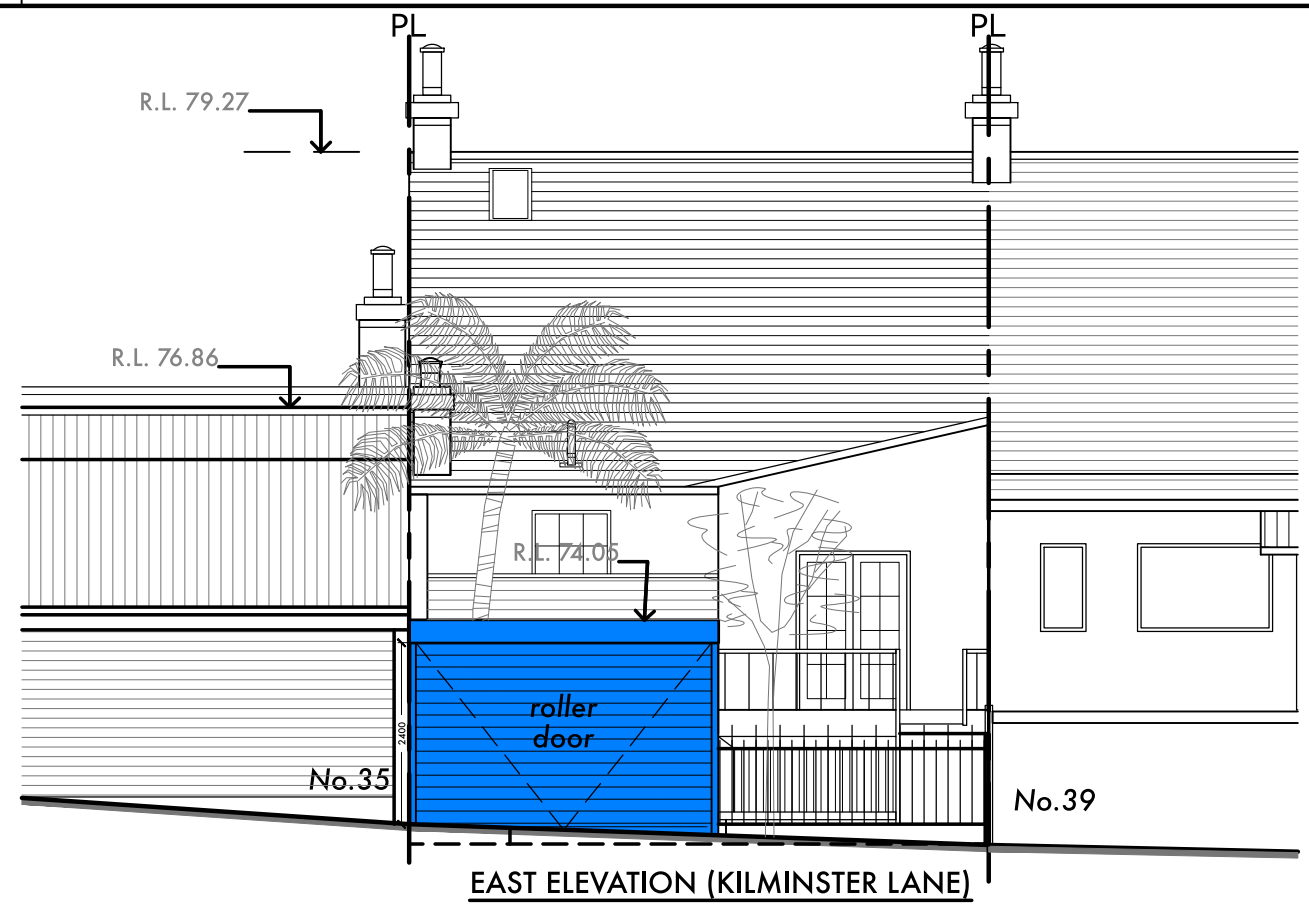 PL
PL
R.L. 79.27
R.L. 76.86
R.L. 74.05
2400
roller
door
No.35
No.39
EAST ELEVATION (KILMINSTER LANE)